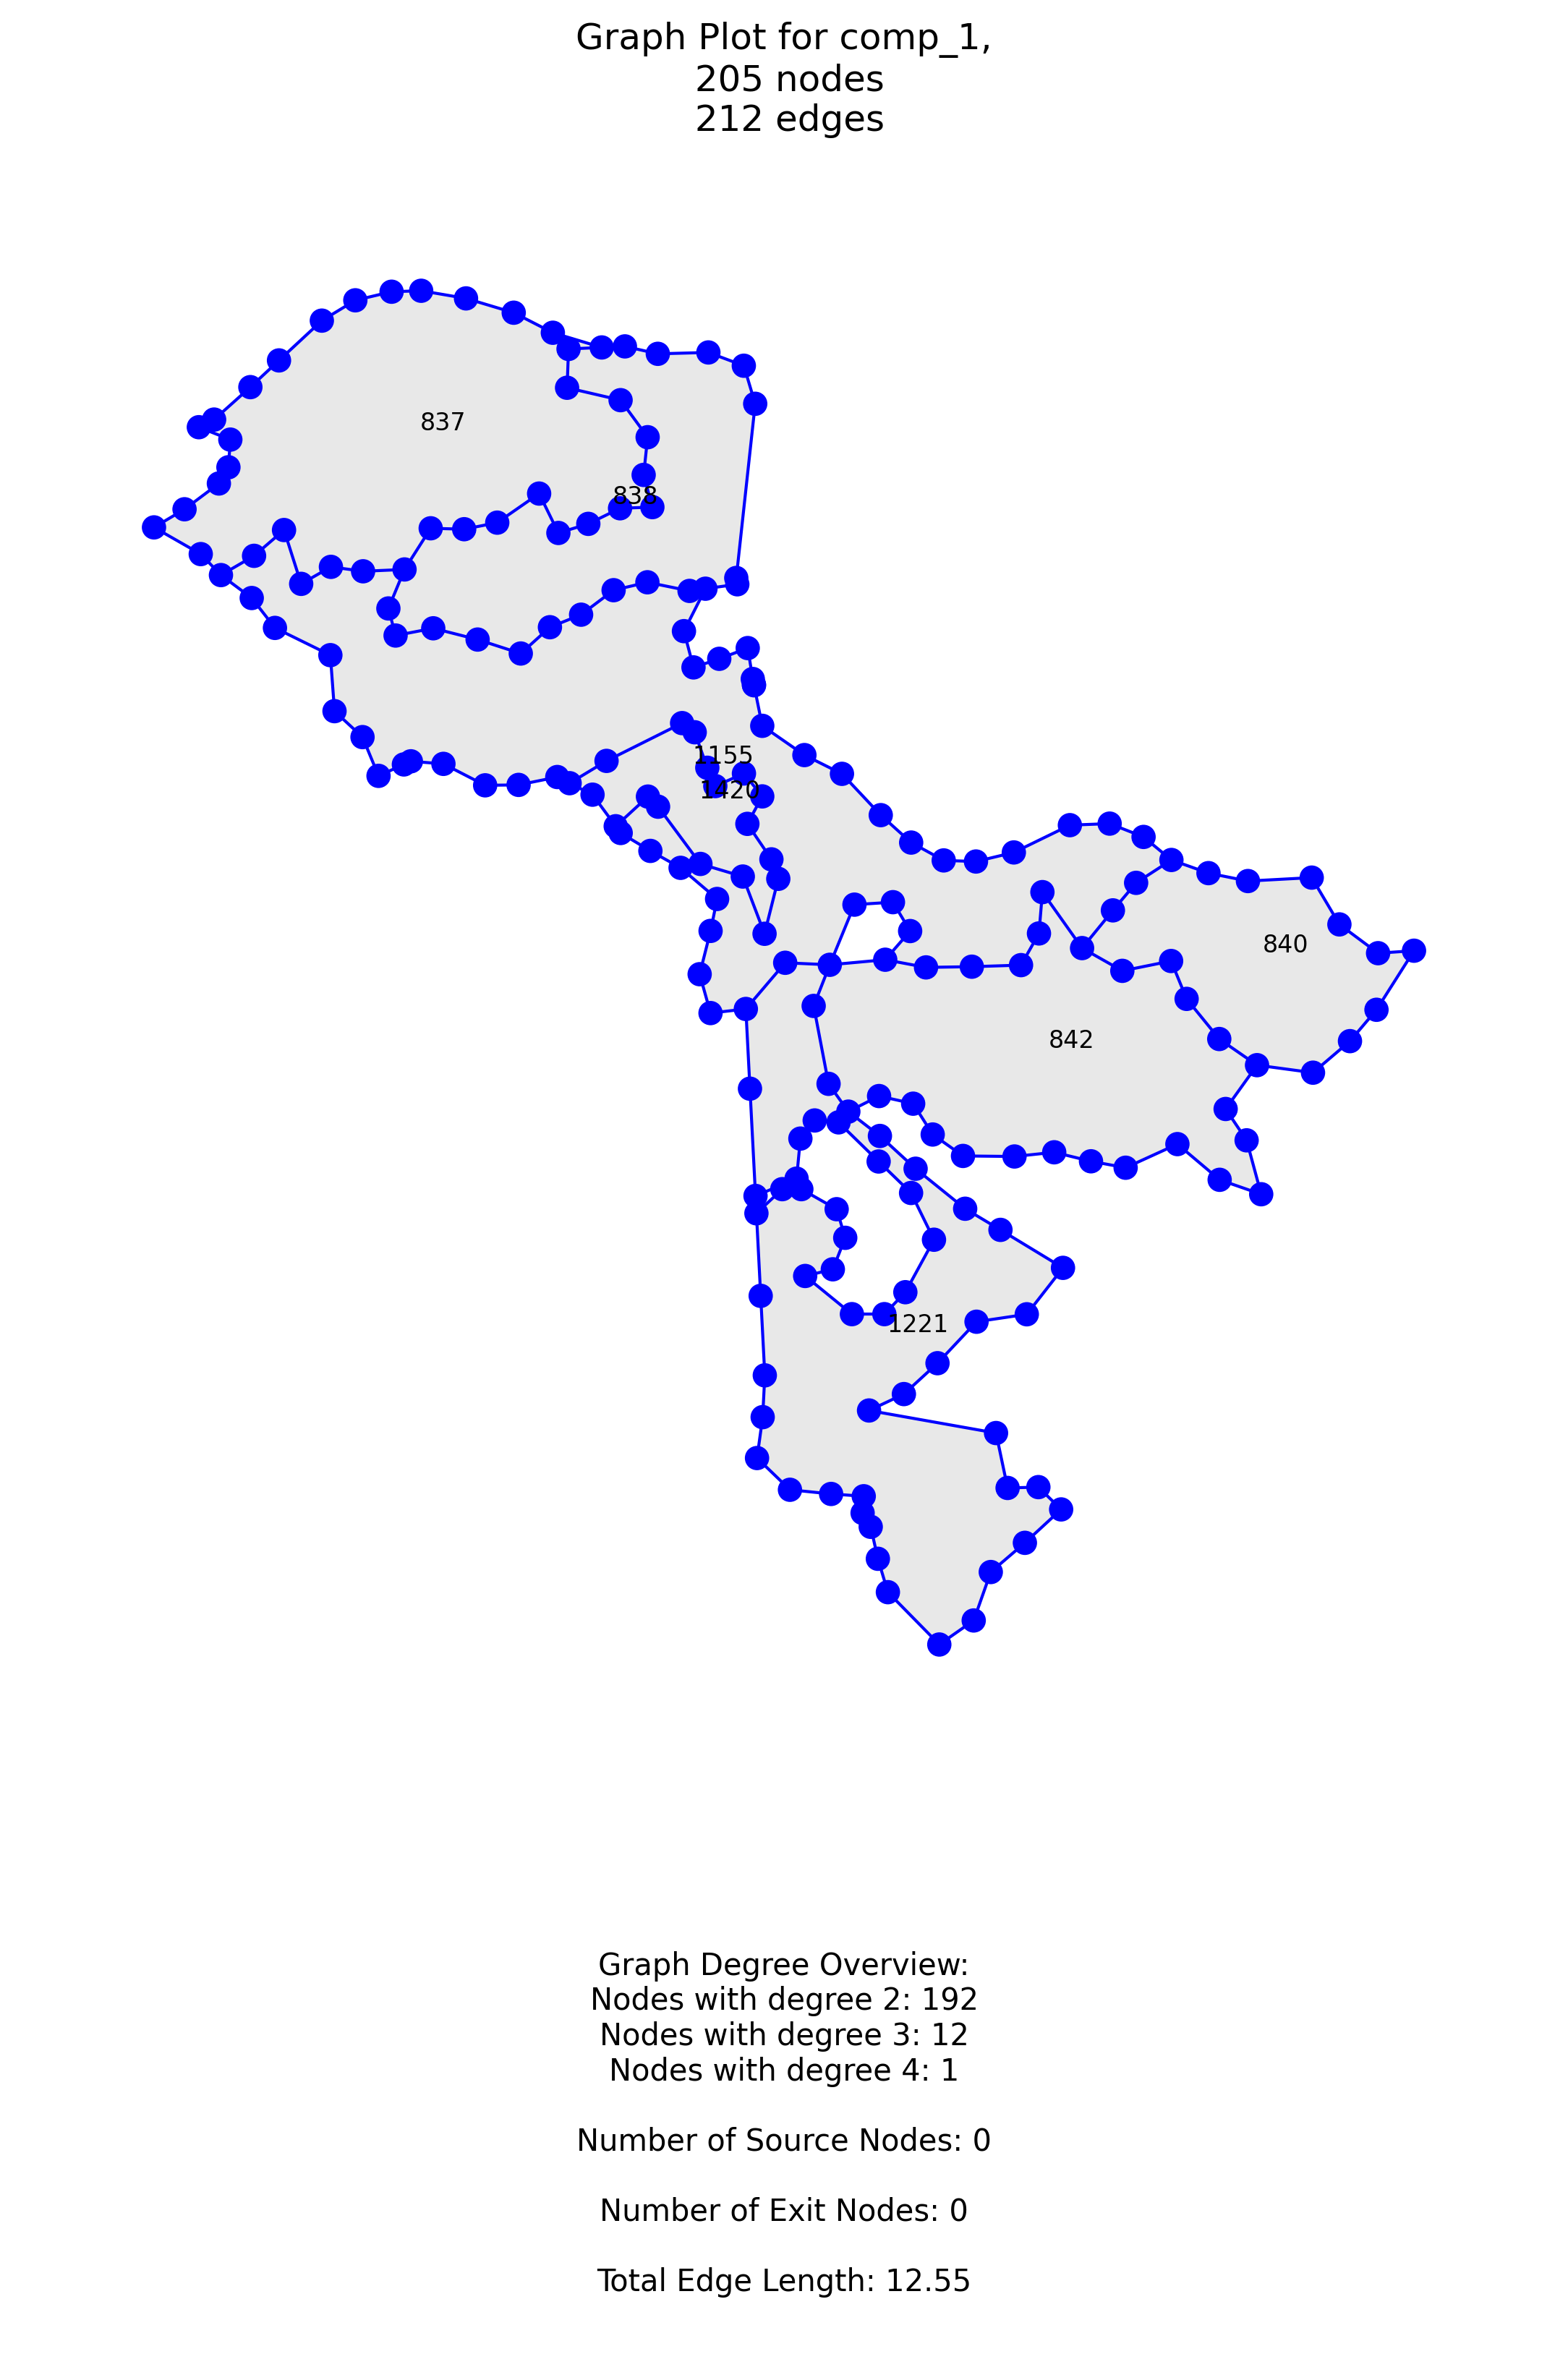 Graph Plot for comp_1,
205 nodes
212 edges
837
838
1155
1420
840
842
1221
Graph Degree Overview:
Nodes with degree 2: 192
Nodes with degree 3: 12
Nodes with degree 4: 1
Number of Source Nodes: 0
Number of Exit Nodes: 0
Total Edge Length: 12.55